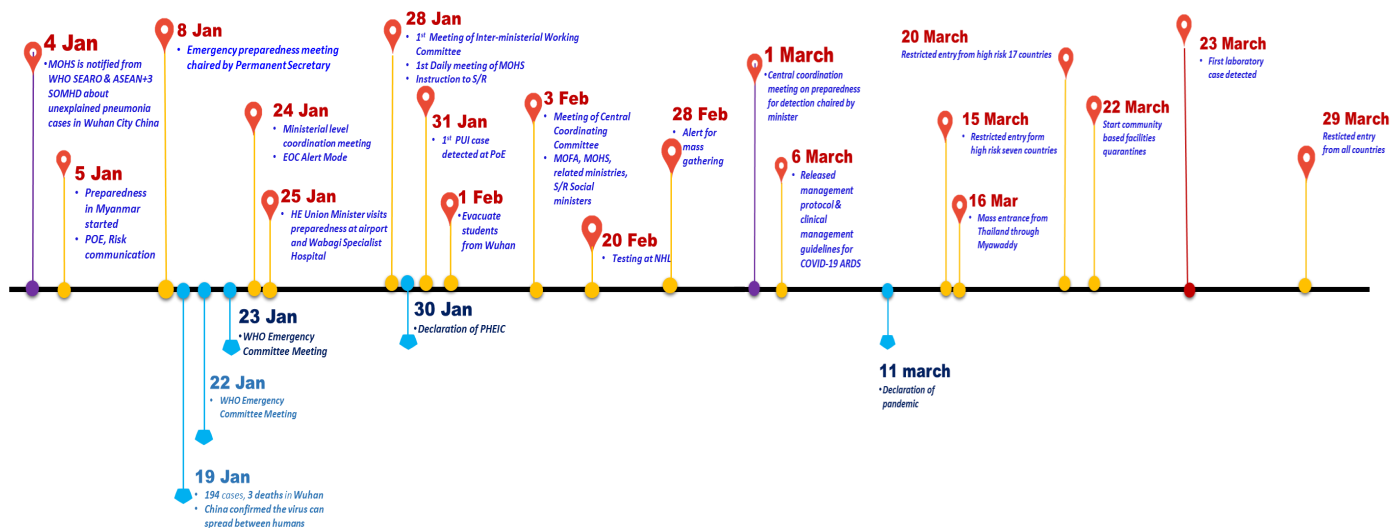 4 Jan
•MOHS is notified from
WHO SEARO & ASEAN+3
SOMHD about
unexplained pneumonia
cases in Wuhan City China
5 Jan
• Preparedness
in Myanmar
started
• POE, Risk
communication
8 Jan
• Emergency preparedness meeting
chaired by Permanent Secretary
19 Jan
• 194 cases, 3 deaths in Wuhan
• China confirmed the virus can
spread between humans
22 Jan
• WHO Emergency
Committee Meeting
23 Jan
•WHO Emergency
Committee Meeting
24 Jan
• Ministerial level
coordination meeting
• EOC Alert Mode
25 Jan
• HE Union Minister visits
preparedness at airport
and Wabagi Specialist
Hospital
28 Jan
• 1st Meeting of Inter-ministerial Working
Committee
• 1st Daily meeting of MOHS
• Instruction to S/R
30 Jan
•Declaration of PHEIC
31 Jan
• 1st PUI case
detected at PoE
1 Feb
•Evacuate
students
from Wuhan
3 Feb
• Meeting of Central
Coordinating
Committee
• MOFA, MOHS,
related ministries,
S/R Social
ministers
20 Feb
• Testing at NHL
28 Feb
• Alert for
mass
gathering
1 March
•Central coordination
meeting on preparedness
for detection chaired by
minister
6 March
• Released
management
protocol &
clinical
management
guidelines for
COVID-19 ARDS
11 march
•Declaration of
pandemic
15 March
• Restricted entry form
high risk seven countries
16 Mar
• Mass entrance from
Thailand through
Myawaddy
20 March
Restricted entry from high risk 17 countries
22 March
Start community
based facilities
quarantines
23 March
• First laboratory
case detected
29 March
Resticted entry
from all countries